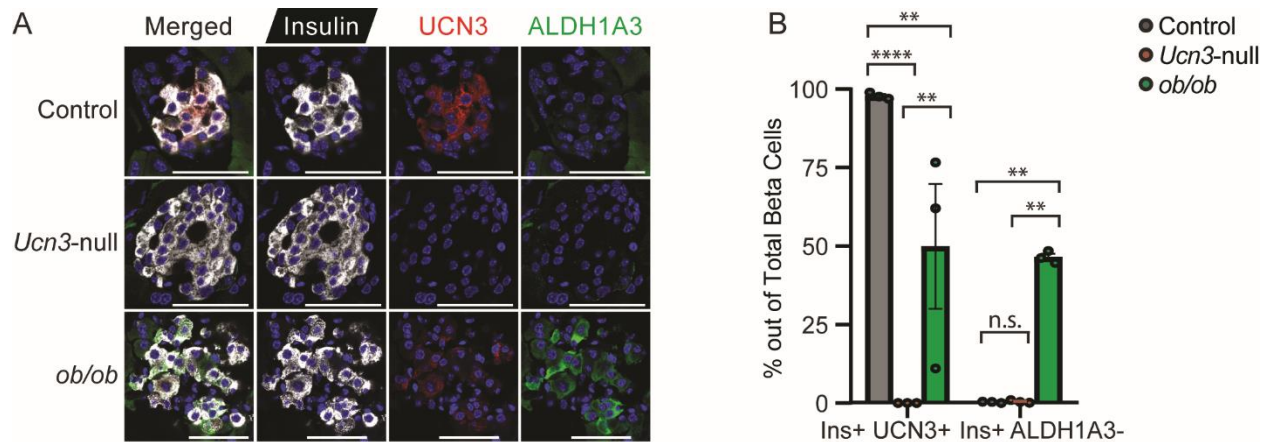 A
Merged
Insulin
UCN3
ALDH1A3
Control
Ucn3-null
ob/ob
B
Control
Ucn3-null
ob/ob
% out of Total Beta Cells
100
75
50
25
0
**
****
**
**
**
n.s.
Ins+ UCN3+
Ins+ ALDH1A3-